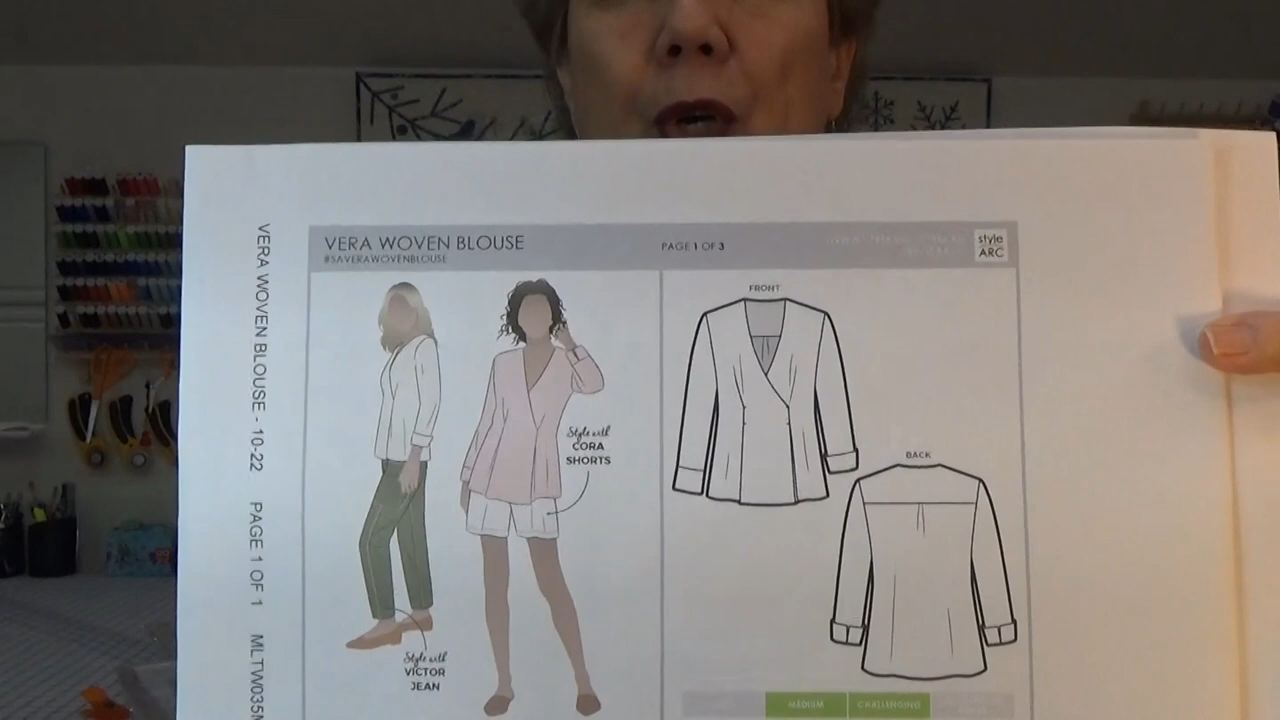 VERA WOVEN BLOUSE - 10-22 PAGE 1 OF 1 MLTW035
VERA WOVEN BLOUSE
#SAVERAWOVENBLOUSE
PAGE 1 OF 3
style
ARC
FRONT
Style with
CORA
SHORTS
BACK
Style with
VICTOR
JEAN
MEDIUM
CHALLENGING